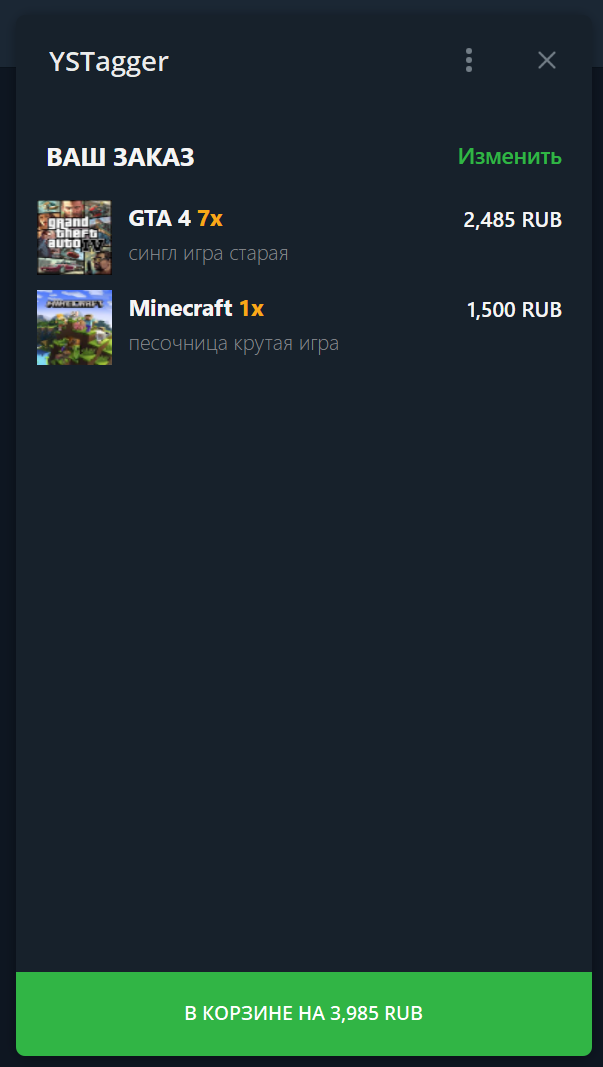 YSTagger
ВАШ ЗАКАЗ
Изменить
grand
theft
auto IV
GTA 4 7x
2,485 RUB
сингл игра старая
MINECRAFT
Minecraft 1x
1,500 RUB
песочница крутая игра
В КОРЗИНЕ НА 3,985 RUB